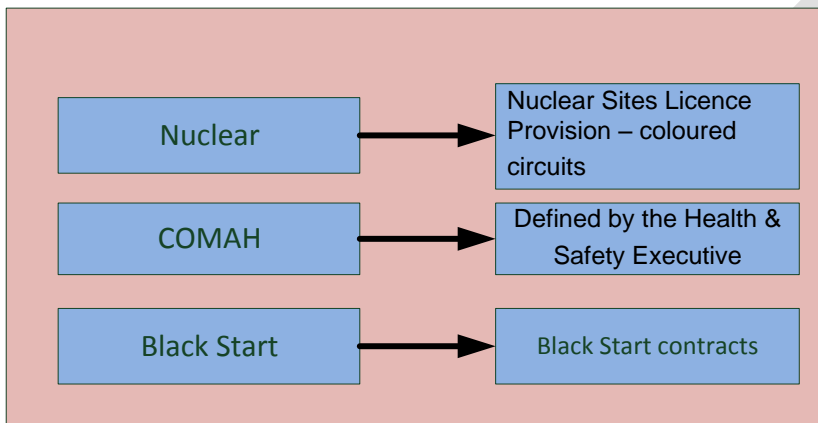 Nuclear
Nuclear Sites Licence
Provision – coloured
circuits
COMAH
Defined by the Health &
Safety Executive
Black Start
Black Start contracts